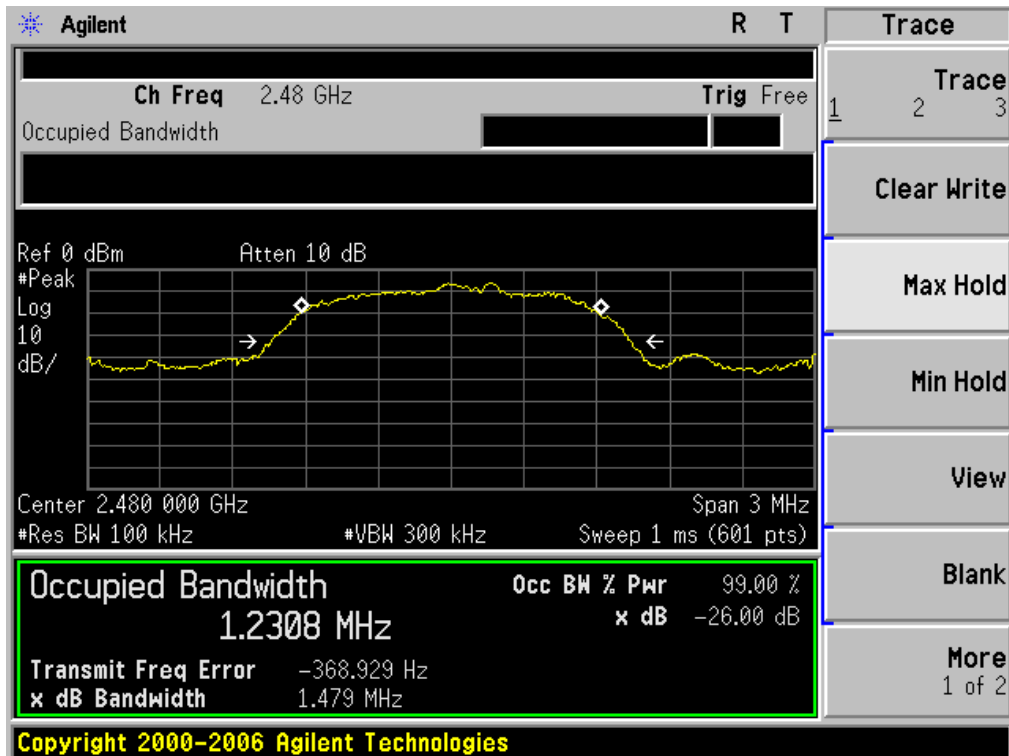 Agilent R T
Ch Freq 2.48 GHz Trig Free
Occupied Bandwidth
Ref 0 dBm Atten 10 dB
#Peak
Log
10
dB/
Center 2.480 000 GHz Span 3 MHz
#Res BW 100 kHz #VBW 300 kHz Sweep 1 ms (601 pts)
Occupied Bandwidth
1.2308 MHz
Occ BW % Pwr 99.00 %
x dB -26.00 dB
Transmit Freq Error -368.929 Hz
x dB Bandwidth 1.479 MHz
Copyright 2000-2006 Agilent Technologies
Trace
Trace
1 2 3
Clear Write
Max Hold
Min Hold
View
Blank
More
1 of 2